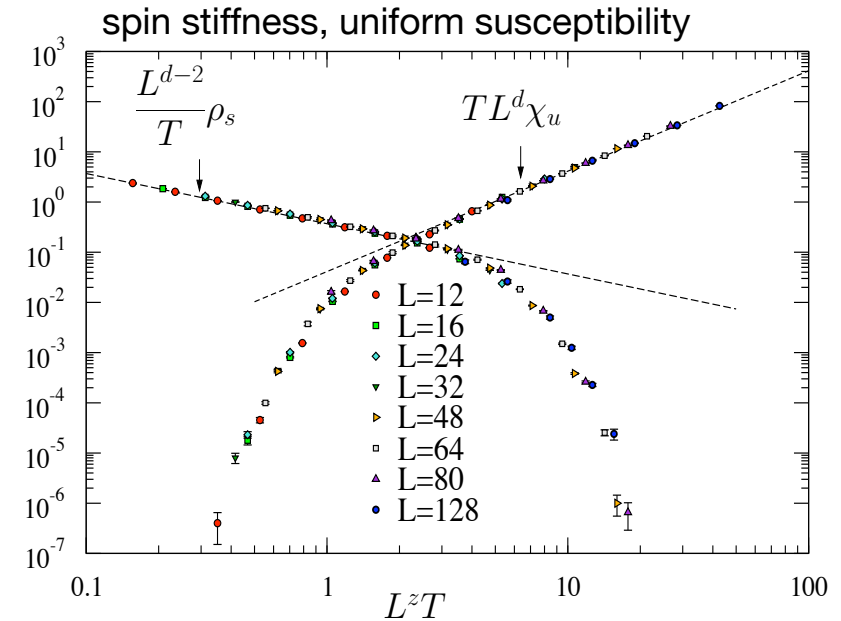 spin stiffness, uniform susceptibility
10^3
10^2
10^1
10^0
10^-1
10^-2
10^-3
10^-4
10^-5
10^-6
10^-7
L^{d−2}/T ρ_s
T L^d χ_u
L=12
L=16
L=24
L=32
L=48
L=64
L=80
L=128
0.1 1 10 100
L^z T